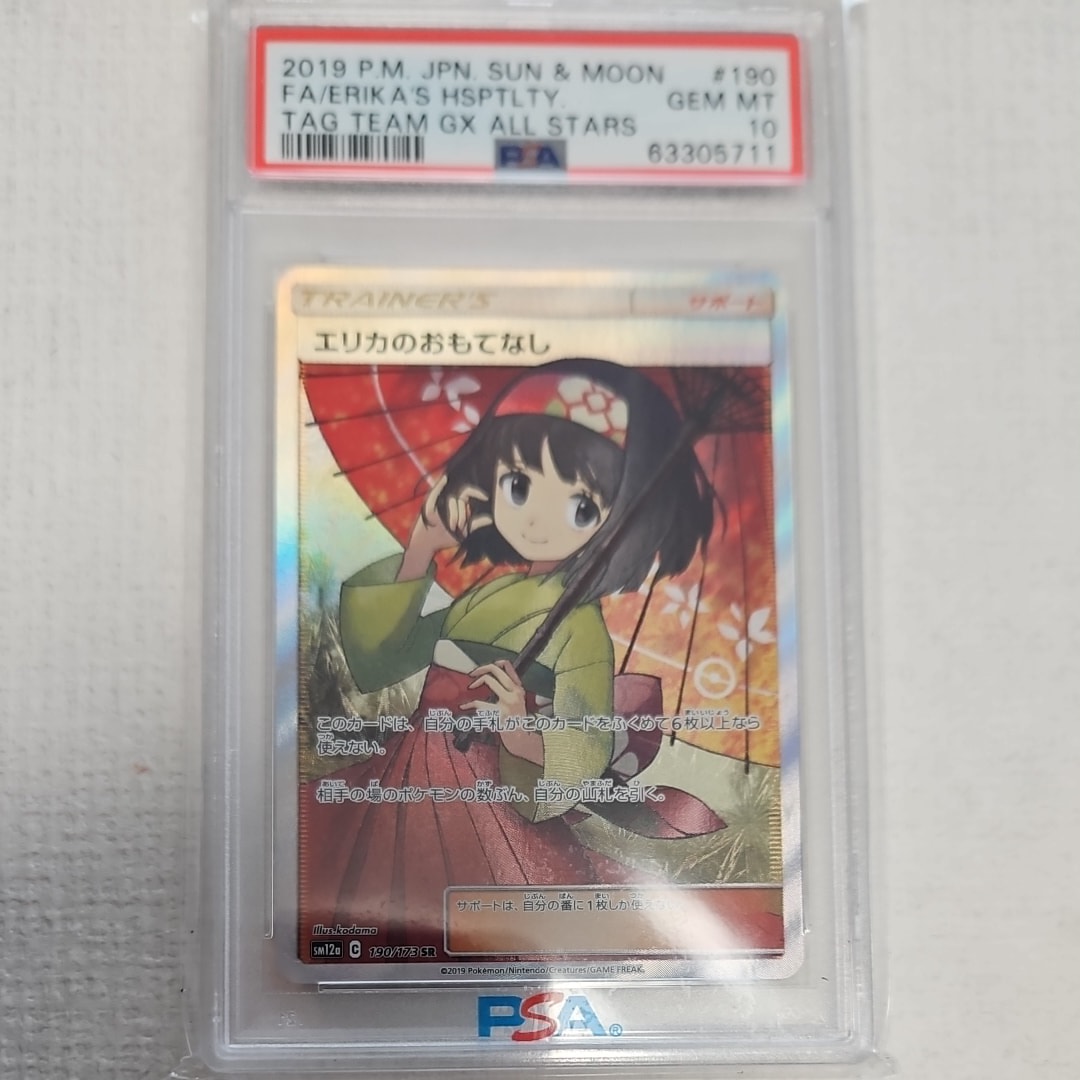 2019 P.M. JPN. SUN & MOON #190
FA/ERIKA'S HSPTLTY. GEM MT
TAG TEAM GX ALL STARS 10
PSA 63305711
TRAINER'S サポート
エリカのおもてなし
このカードは、自分の手札がこのカードをふくめて6枚以上なら
使えない。
相手の場のポケモンの数ぶん、自分の山札を引く。
サポートは、自分の番に1枚しか使え
Illus. kodama
sm12a C 190/173 SR
©2019 Pokémon/Nintendo/Creatures/GAME FREAK.
PSA®